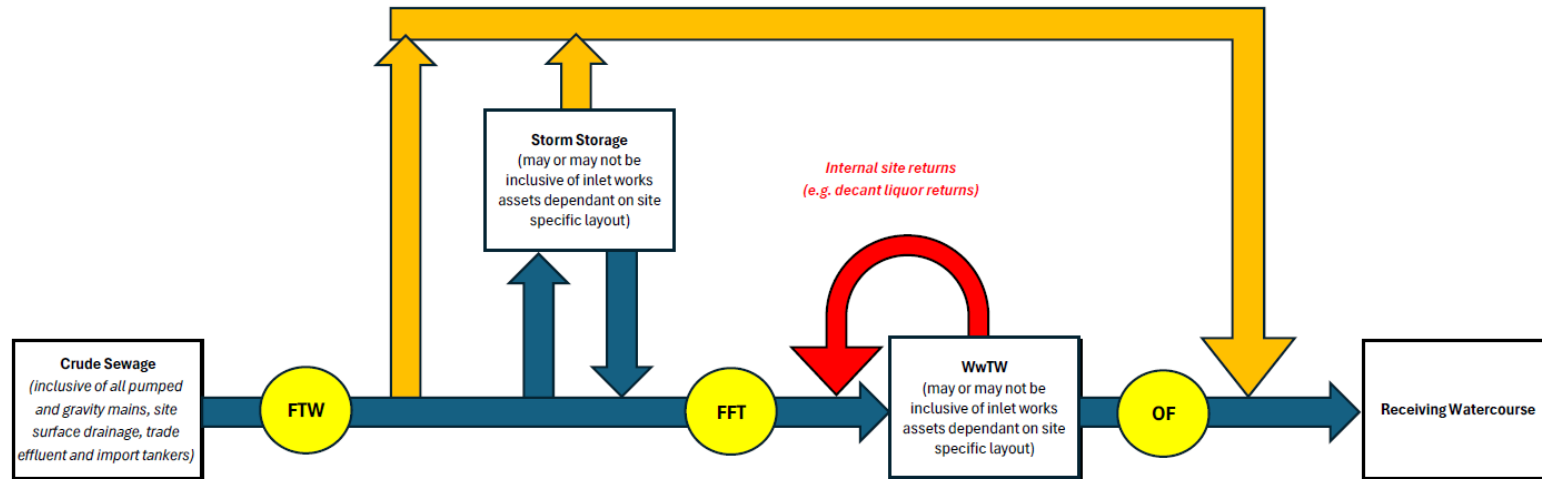 Storm Storage
(may or may not be
inclusive of inlet works
assets dependant on site
specific layout)
Internal site returns
(e.g. decant liquor returns)
Crude Sewage
(inclusive of all pumped
and gravity mains, site
surface drainage, trade
effluent and import tankers)
FTW
FFT
WwTW
(may or may not be
inclusive of inlet works
assets dependant on site
specific layout)
OF
Receiving Watercourse